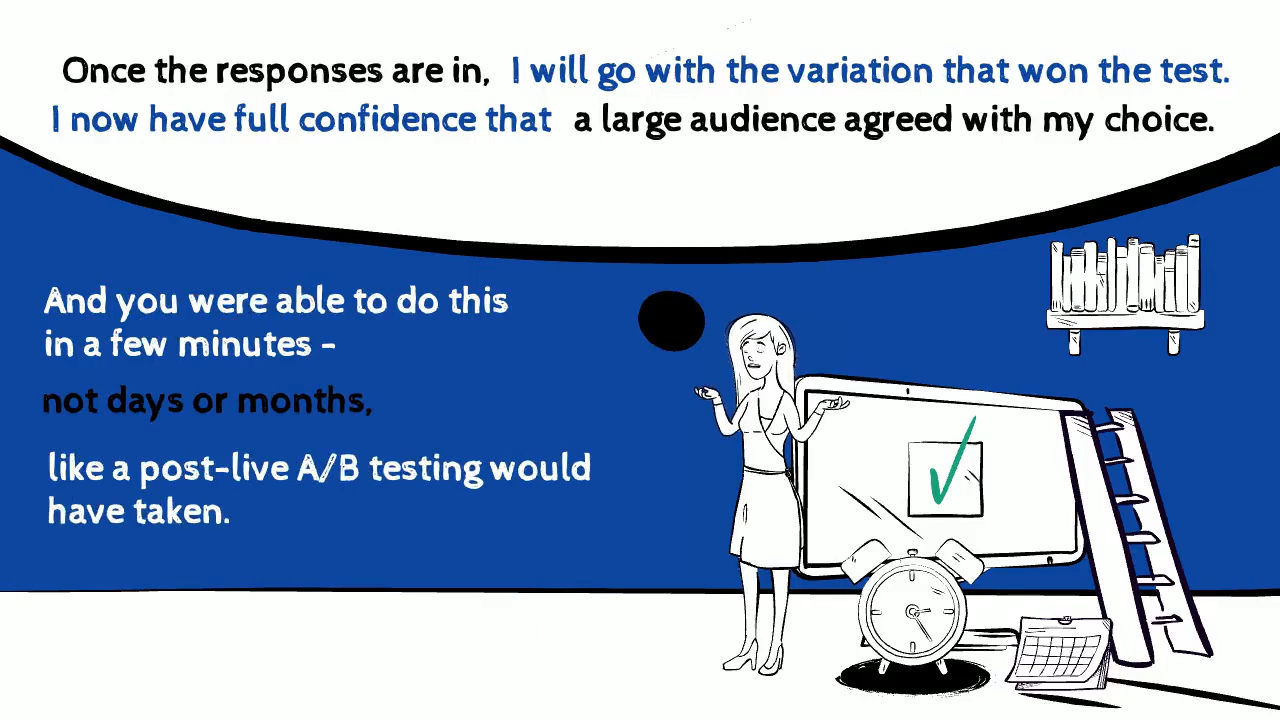 Once the responses are in, I will go with the variation that won the test.
I now have full confidence that a large audience agreed with my choice.
And you were able to do this
in a few minutes -
not days or months,
like a post-live A/B testing would
have taken.